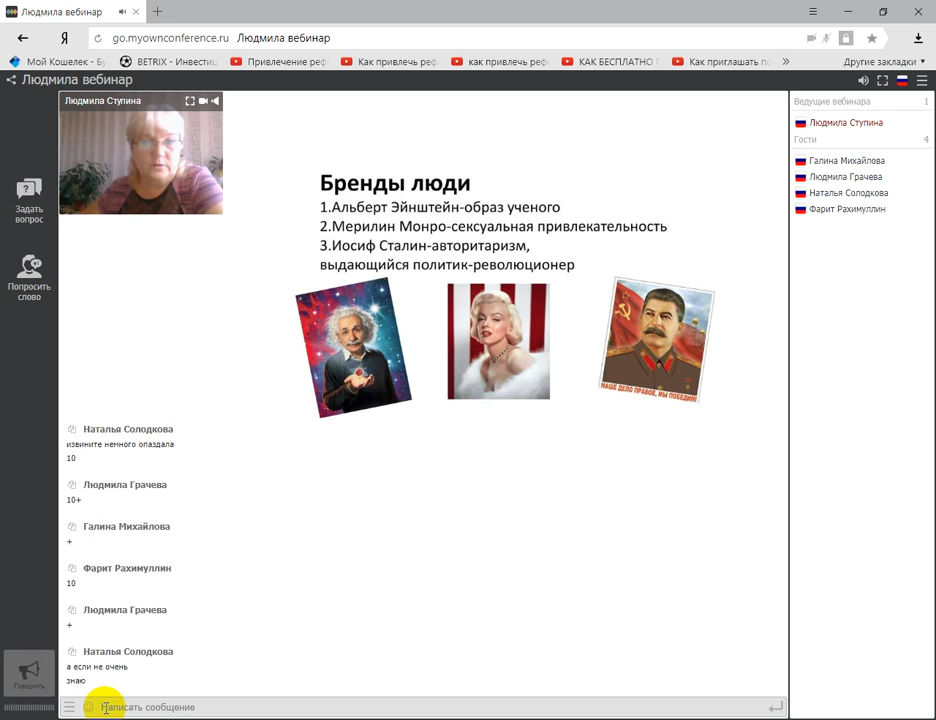 Людмила вебинар
go.myownconference.ru Людмила вебинар
Мой Кошелек - Бу
BETRIX - Инвестиц
Привлечение реф
Как привлечь реф
как привлечь реф
КАК БЕСПЛАТНО
Как приглашать по
Другие закладки
Людмила вебинар
Людмила Ступина
Задать
вопрос
Попросить
слово
Говорить
Бренды люди
1.Альберт Эйнштейн-образ ученого
2.Мерилин Монро-сексуальная привлекательность
3.Иосиф Сталин-авторитаризм,
выдающийся политик-революционер
НАШЕ ДЕЛО ПРАВОЕ, МЫ ПОБЕДИМ!
Наталья Солодкова
извините немного опаздала
10
Людмила Грачева
10+
Галина Михайлова
+
Фарит Рахимуллин
10
Людмила Грачева
+
Наталья Солодкова
а если не очень
знаю
Написать сообщение
Ведущие вебинара 1
Людмила Ступина
Гости 4
Галина Михайлова
Людмила Грачева
Наталья Солодкова
Фарит Рахимуллин